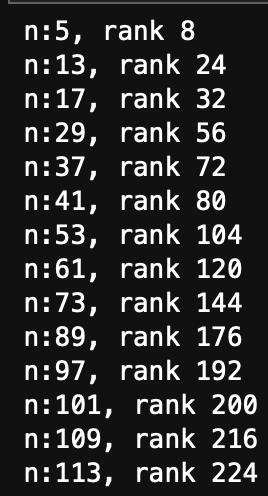 n:5, rank 8
n:13, rank 24
n:17, rank 32
n:29, rank 56
n:37, rank 72
n:41, rank 80
n:53, rank 104
n:61, rank 120
n:73, rank 144
n:89, rank 176
n:97, rank 192
n:101, rank 200
n:109, rank 216
n:113, rank 224